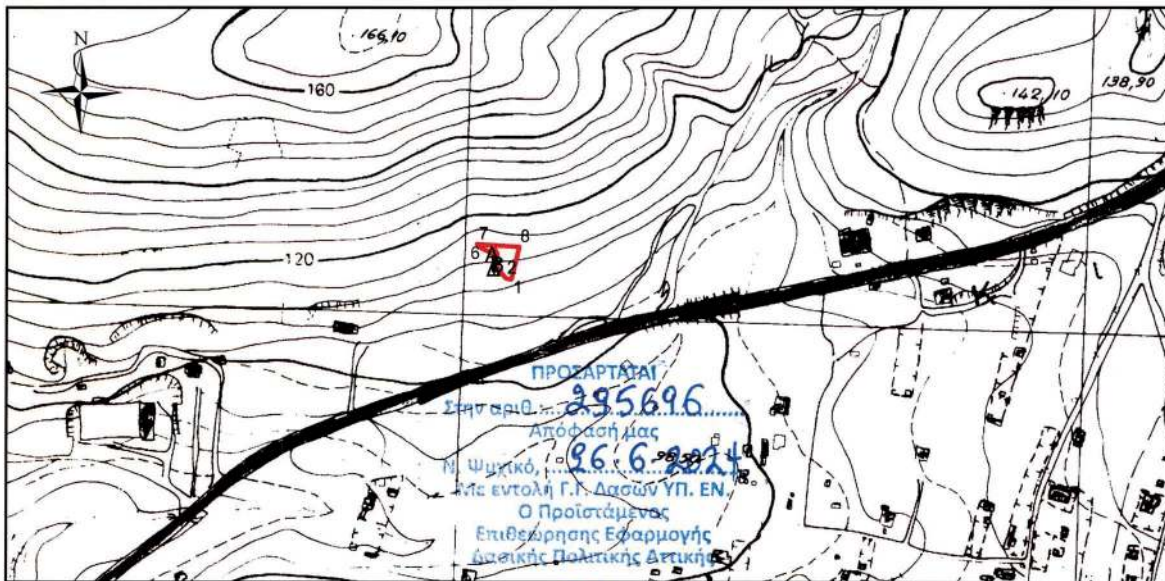 N
166,10
160
142,10
138,90
7
8
6
2
1
120
ΠΡΟΣΑΡΤΑΤΑΙ
Στην αριθ. 295696
Απόφασή μας
Ν. Ψυχικό, 26-6-2024
Με εντολή Γ.Γ. Δασών ΥΠ. ΕΝ.
Ο Προϊστάμενος
Επιθεώρησης Εφαρμογής
Δασικής Πολιτικής Αττικής